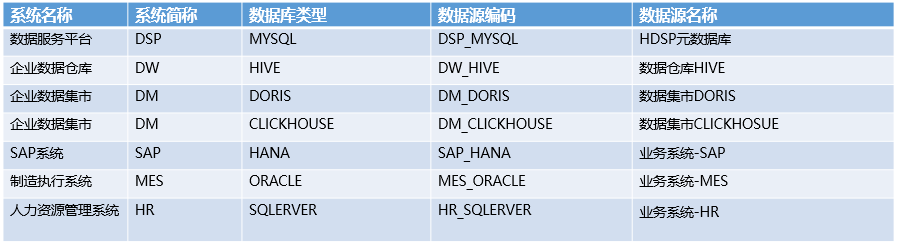 系统名称 系统简称 数据库类型 数据源编码 数据源名称
数据服务平台 DSP MYSQL DSP_MYSQL HDSP元数据库
企业数据仓库 DW HIVE DW_HIVE 数据仓库HIVE
企业数据集市 DM DORIS DM_DORIS 数据集市DORIS
企业数据集市 DM CLICKHOUSE DM_CLICKHOUSE 数据集市CLICKHOSUE
SAP系统 SAP HANA SAP_HANA 业务系统-SAP
制造执行系统 MES ORACLE MES_ORACLE 业务系统-MES
人力资源管理系统 HR SQLERVER HR_SQLERVER 业务系统-HR